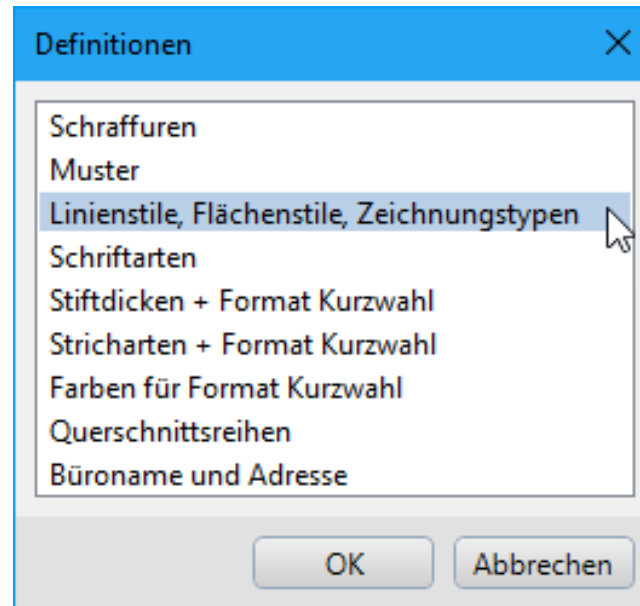 Definitionen
Schraffuren
Muster
Linienstile, Flächenstile, Zeichnungstypen
Schriftarten
Stiftdicken + Format Kurzwahl
Stricharten + Format Kurzwahl
Farben für Format Kurzwahl
Querschnittsreihen
Büroname und Adresse
OK Abbrechen